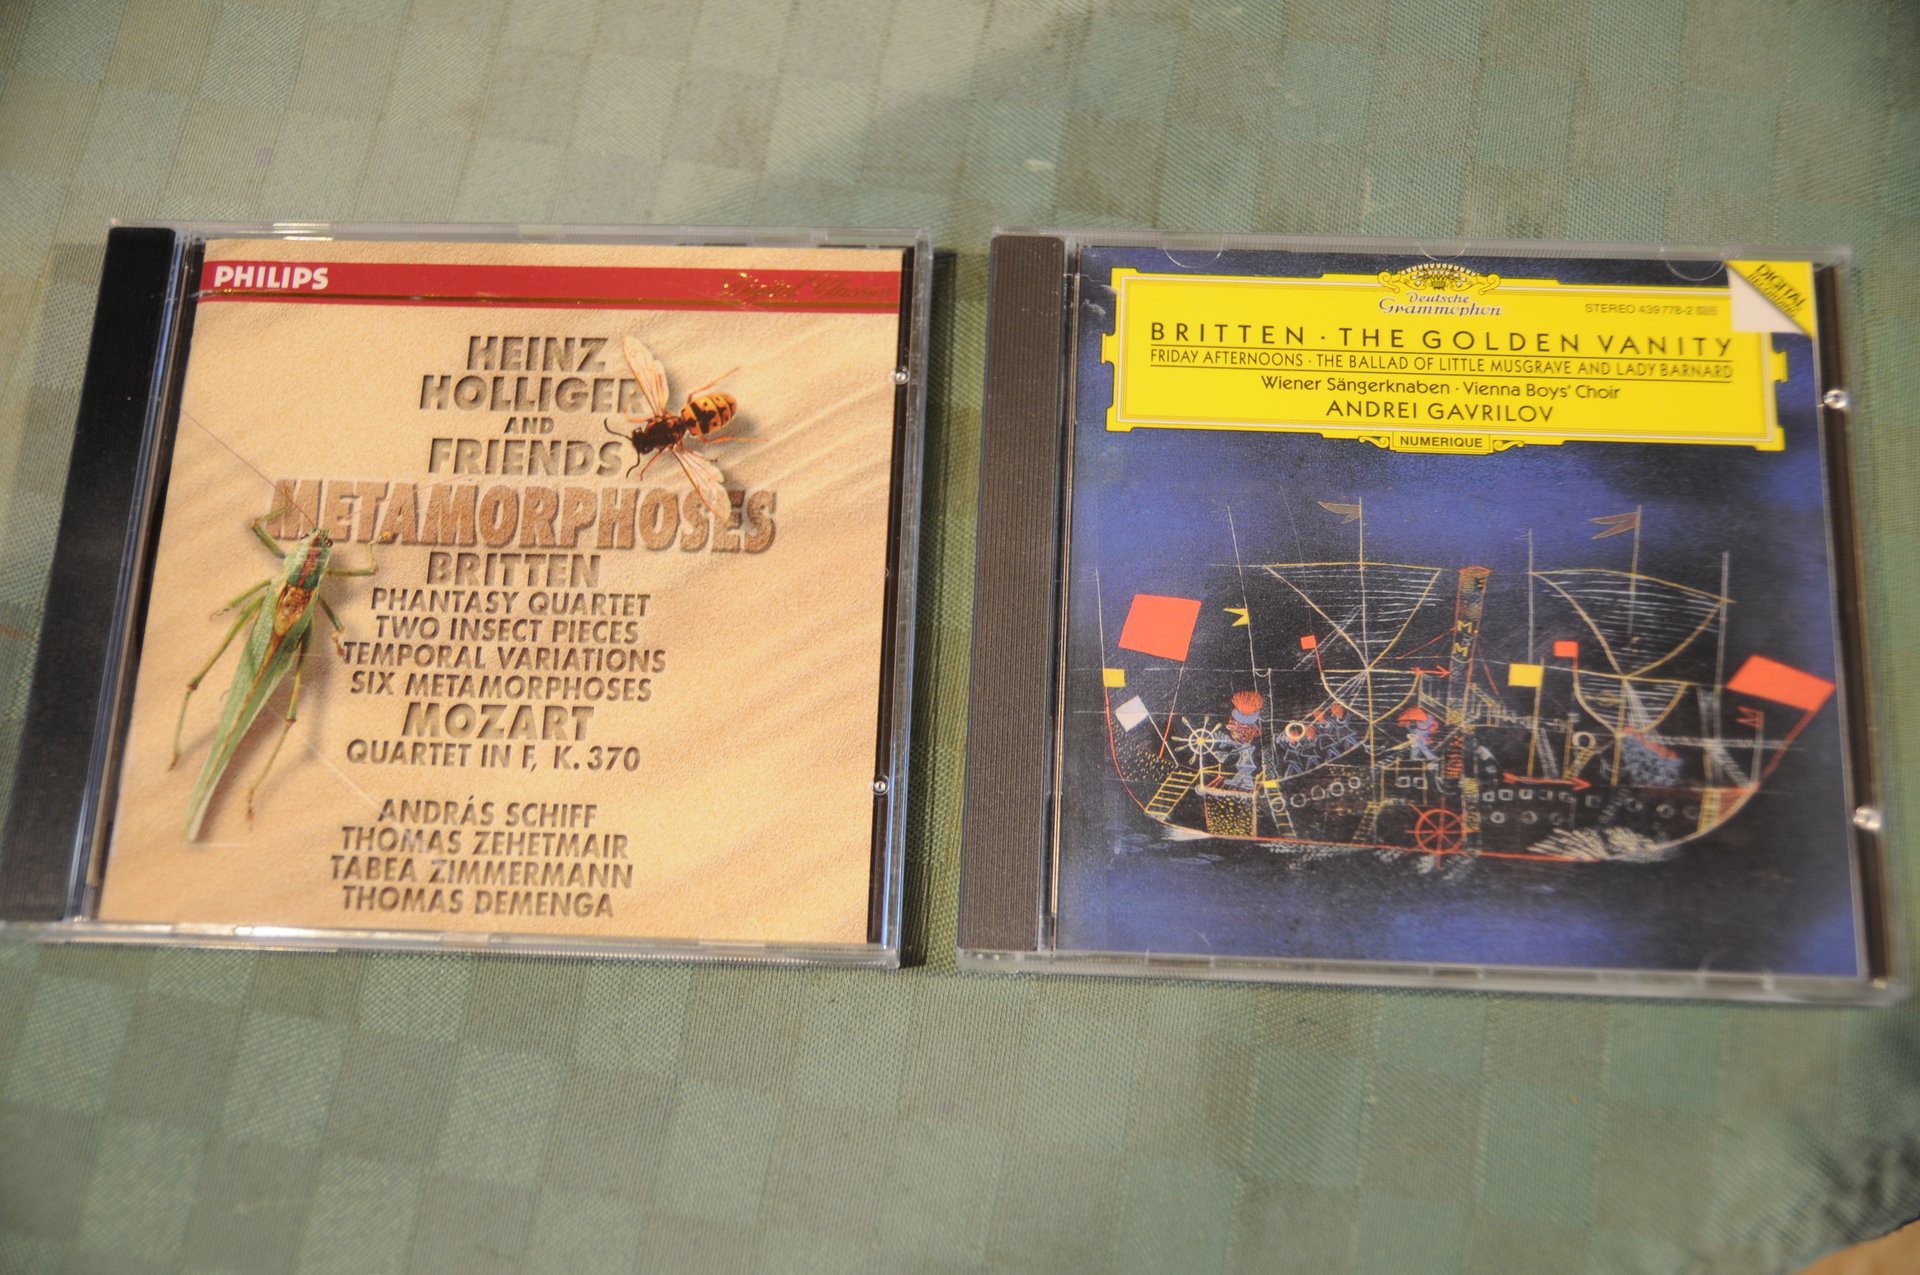 PHILIPS
Digital Classics
HEINZ
HOLLIGER
AND
FRIENDS
METAMORPHOSES
BRITTEN
PHANTASY QUARTET
TWO INSECT PIECES
TEMPORAL VARIATIONS
SIX METAMORPHOSES
MOZART
QUARTET IN F, K. 370
ANDRÁS SCHIFF
THOMAS ZEHETMAIR
TABEA ZIMMERMANN
THOMAS DEMENGA
Deutsche
Grammophon
STEREO 439 778-2
DIGITAL
BRITTEN · THE GOLDEN VANITY
FRIDAY AFTERNOONS · THE BALLAD OF LITTLE MUSGRAVE AND LADY BARNARD
Wiener Sängerknaben · Vienna Boys' Choir
ANDREI GAVRILOV
NUMERIQUE